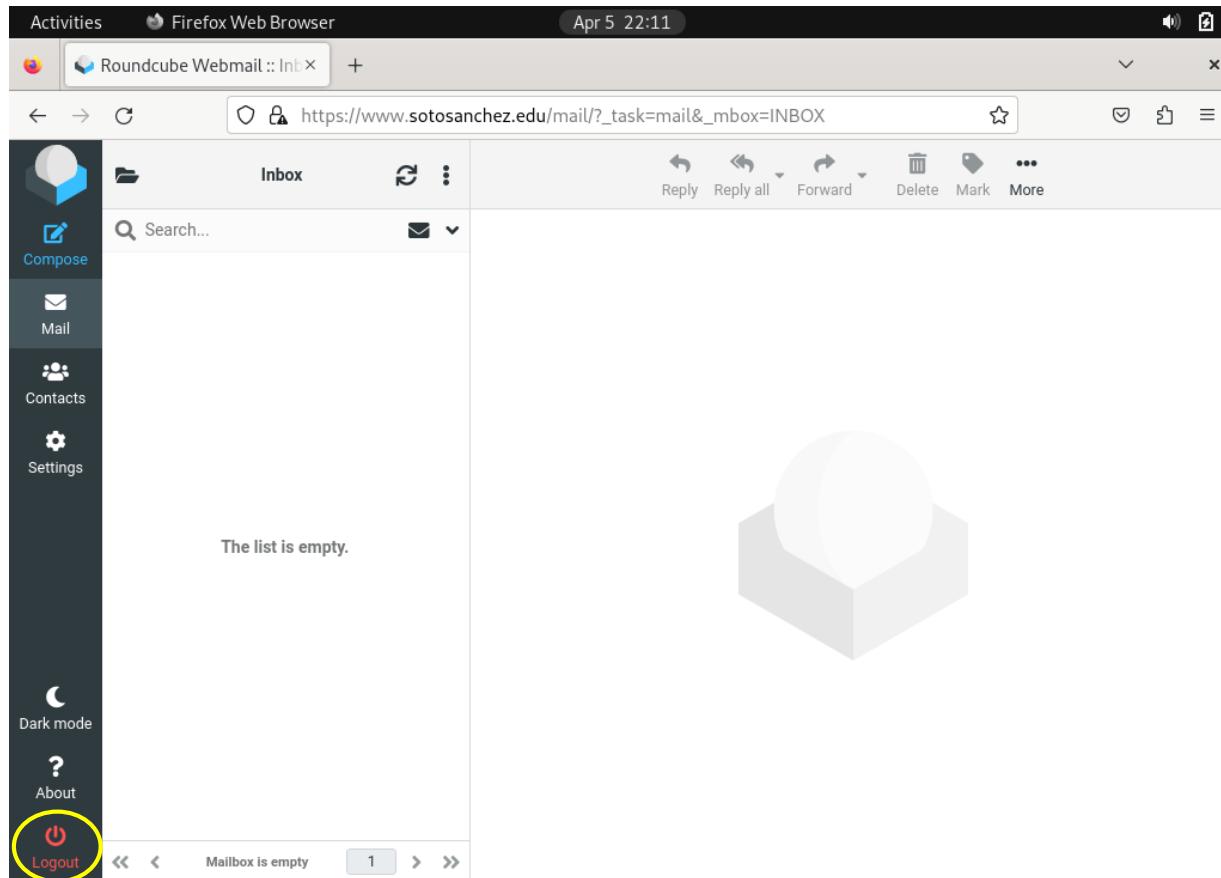 Activities Firefox Web Browser Apr 5 22:11
Roundcube Webmail :: Inb
https://www.sotosanchez.edu/mail/?_task=mail&_mbox=INBOX
Inbox
Reply Reply all Forward Delete Mark More
Search...
Compose
Mail
Contacts
Settings
The list is empty.
Dark mode
About
Logout
Mailbox is empty 1